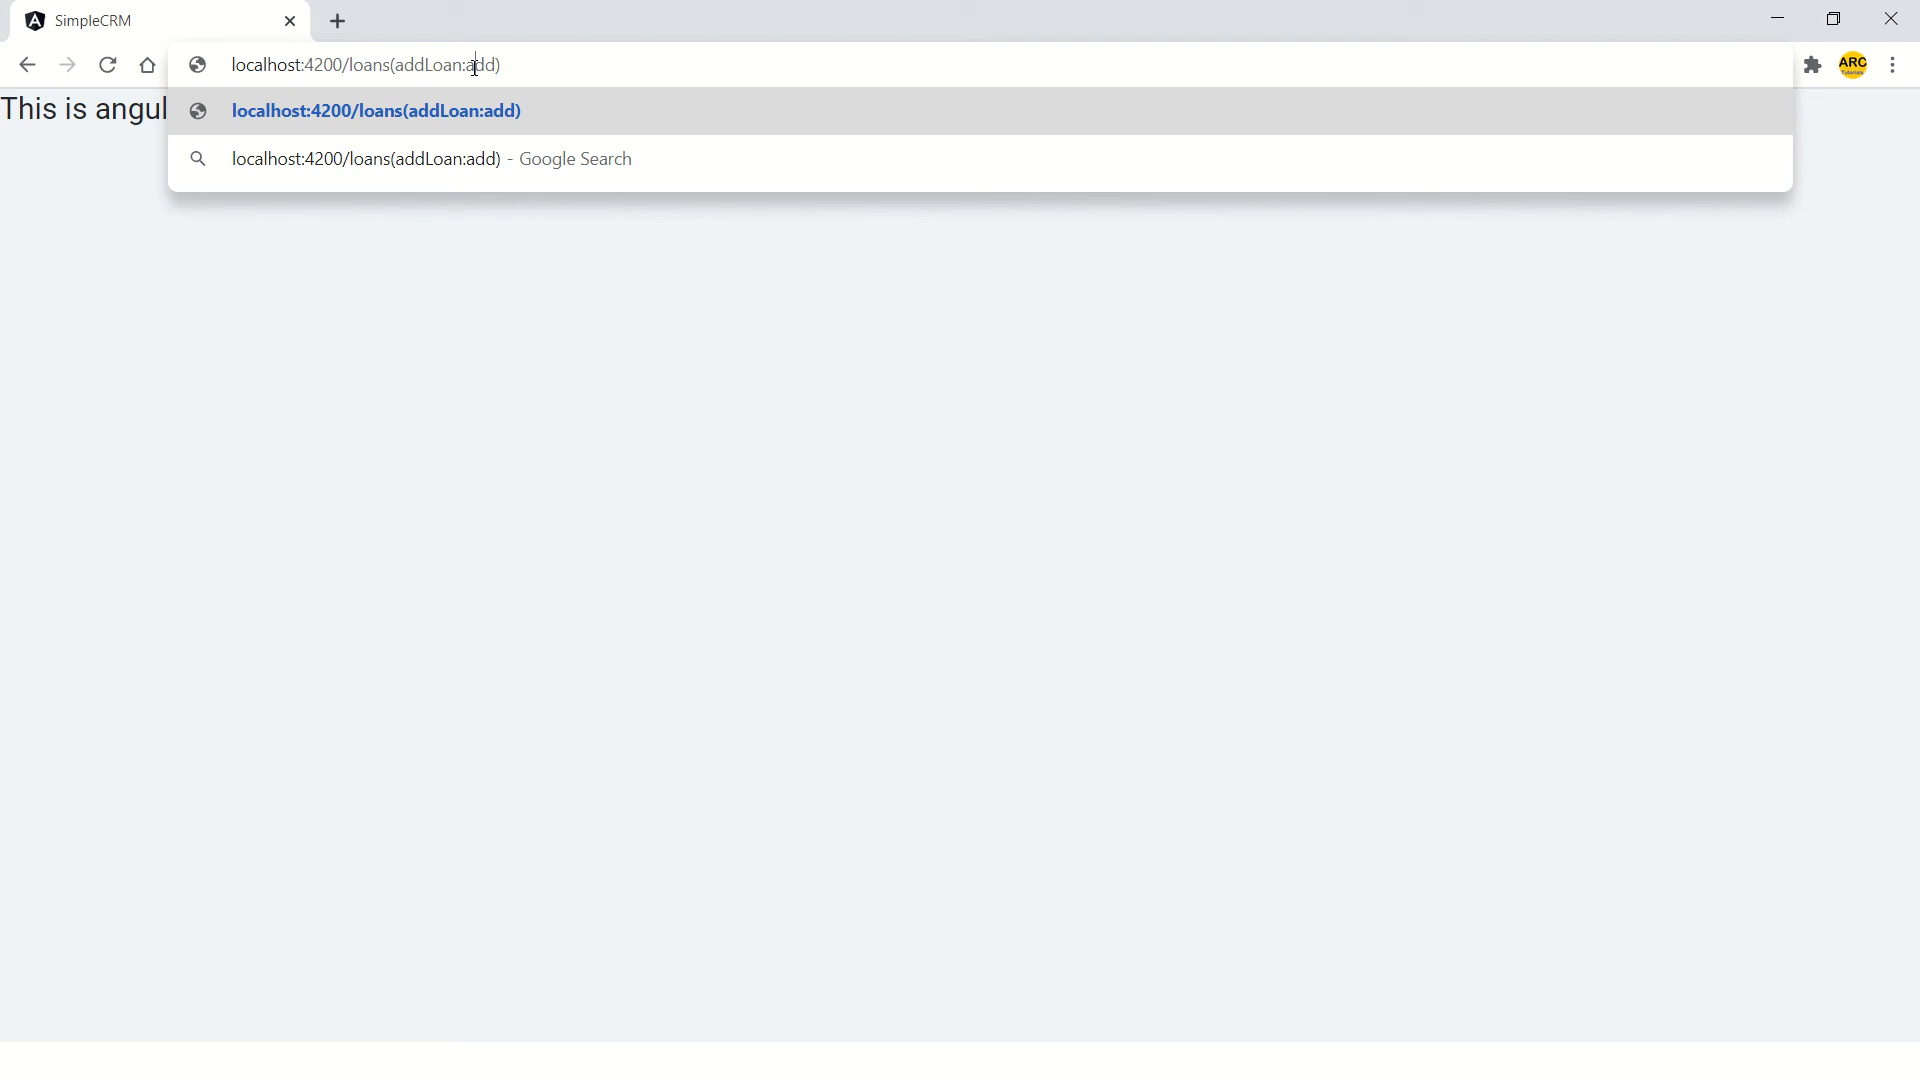 SimpleCRM
localhost:4200/loans(addLoan:add)
ARC
Tutorials
This is angul
localhost:4200/loans(addLoan:add)
localhost:4200/loans(addLoan:add) - Google Search